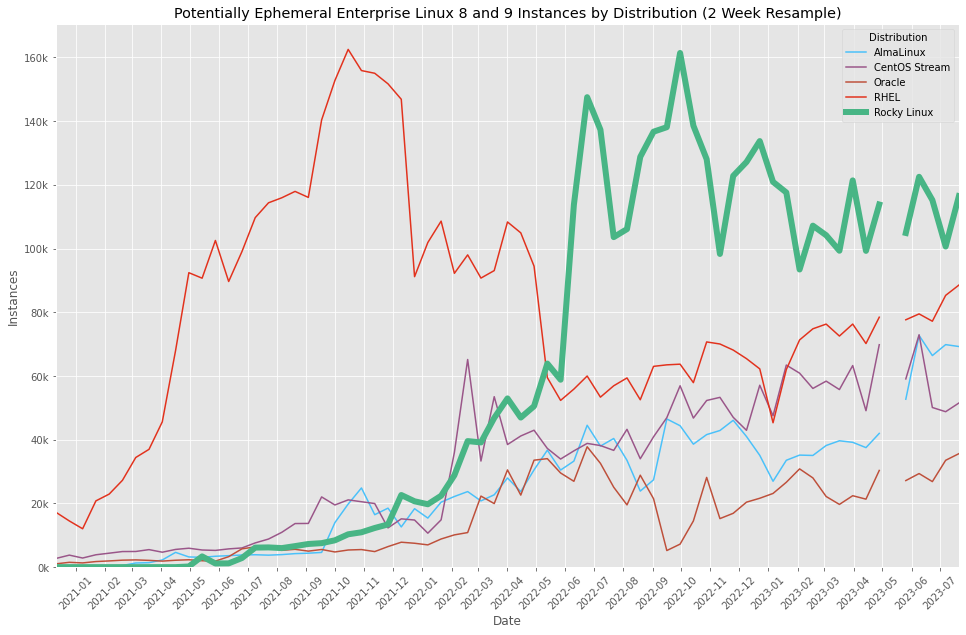 Potentially Ephemeral Enterprise Linux 8 and 9 Instances by Distribution (2 Week Resample)
Distribution
AlmaLinux
CentOS Stream
Oracle
RHEL
Rocky Linux
160k
140k
120k
100k
80k
60k
40k
20k
0k
Instances
2021-01
2021-02
2021-03
2021-04
2021-05
2021-06
2021-07
2021-08
2021-09
2021-10
2021-11
2021-12
2022-01
2022-02
2022-03
2022-04
2022-05
2022-06
2022-07
2022-08
2022-09
2022-10
2022-11
2022-12
2023-01
2023-02
2023-03
2023-04
2023-05
2023-06
2023-07
Date